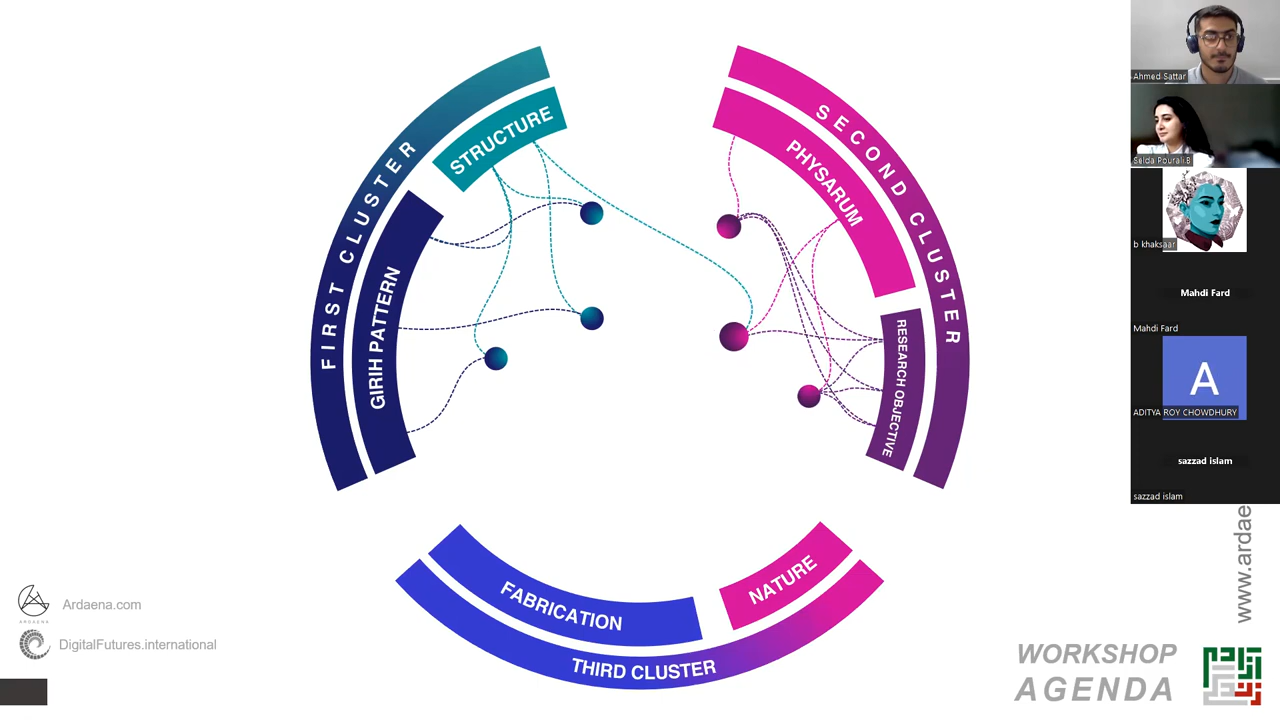 FIRST CLUSTER
STRUCTURE
GIRIH PATTERN
SECOND CLUSTER
PHYSARUM
RESEARCH OBJECTIVE
FABRICATION
NATURE
THIRD CLUSTER
Ahmed Sattar
Selda Pourali.B
b khaksaar
Mahdi Fard
Mahdi Fard
A
ADITYA ROY CHOWDHURY
sazzad islam
sazzad islam
www.ardae
ARDAENA
Ardaena.com
DigitalFutures.international
WORKSHOP
AGENDA